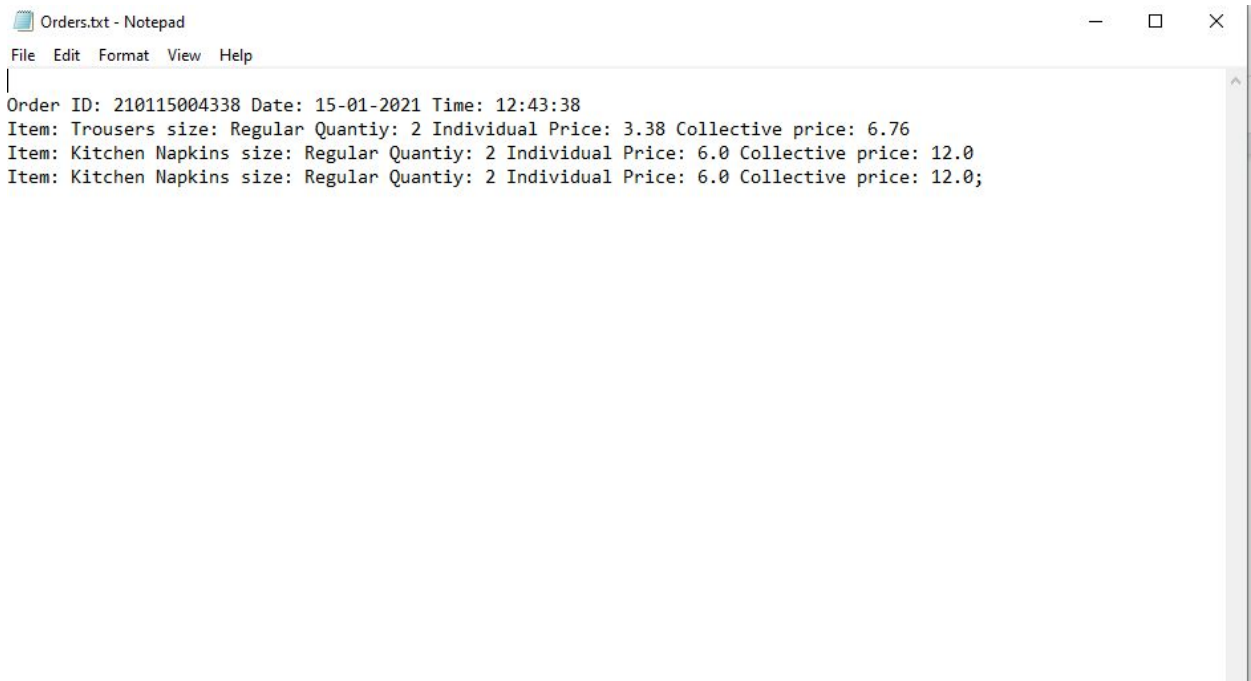 Orders.txt - Notepad
File Edit Format View Help
Order ID: 210115004338 Date: 15-01-2021 Time: 12:43:38
Item: Trousers size: Regular Quantiy: 2 Individual Price: 3.38 Collective price: 6.76
Item: Kitchen Napkins size: Regular Quantiy: 2 Individual Price: 6.0 Collective price: 12.0
Item: Kitchen Napkins size: Regular Quantiy: 2 Individual Price: 6.0 Collective price: 12.0;